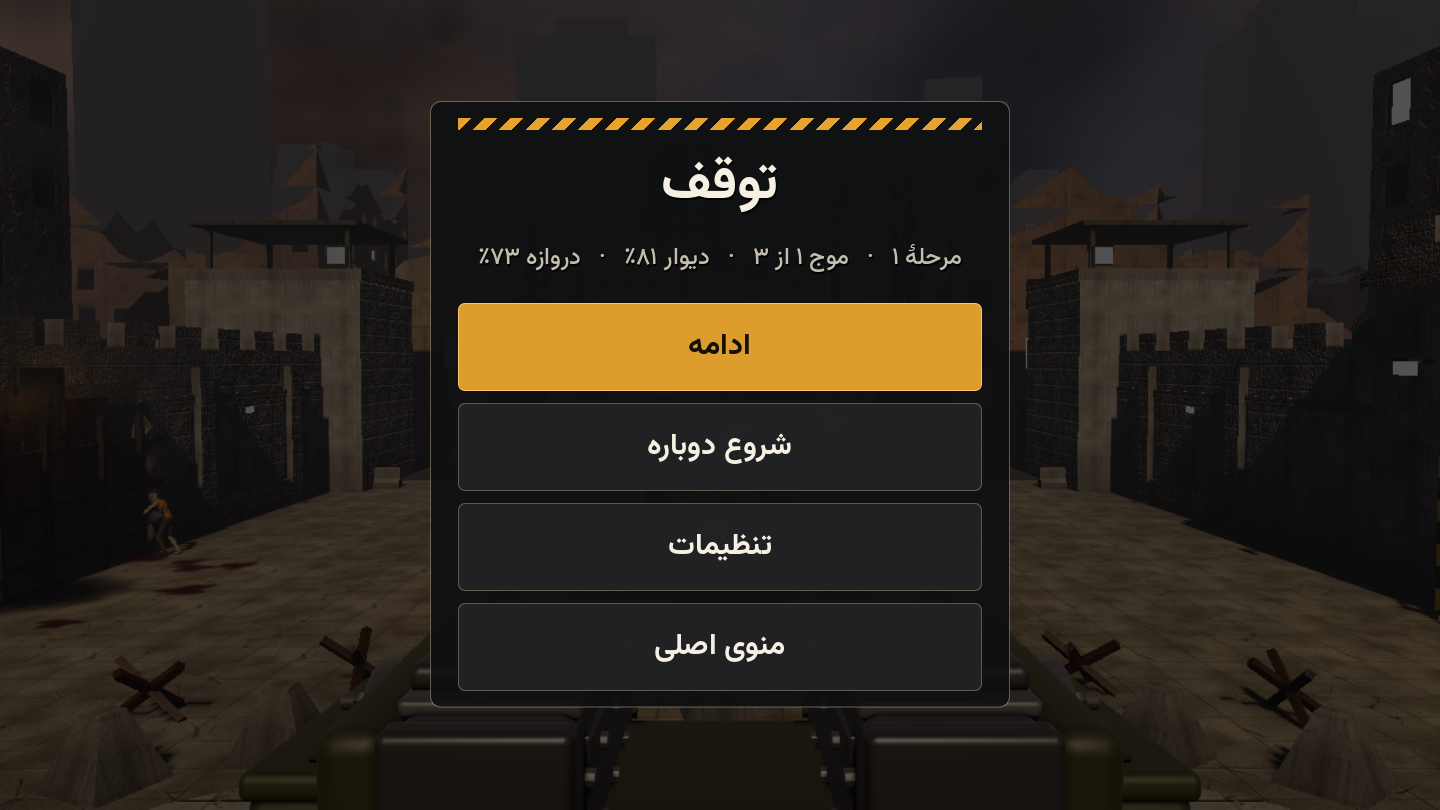 توقف
مرحلهٔ ۱ · موج ۱ از ۳ · دیوار ۸۱٪ · دروازه ۷۳٪
ادامه
شروع دوباره
تنظیمات
منوی اصلی